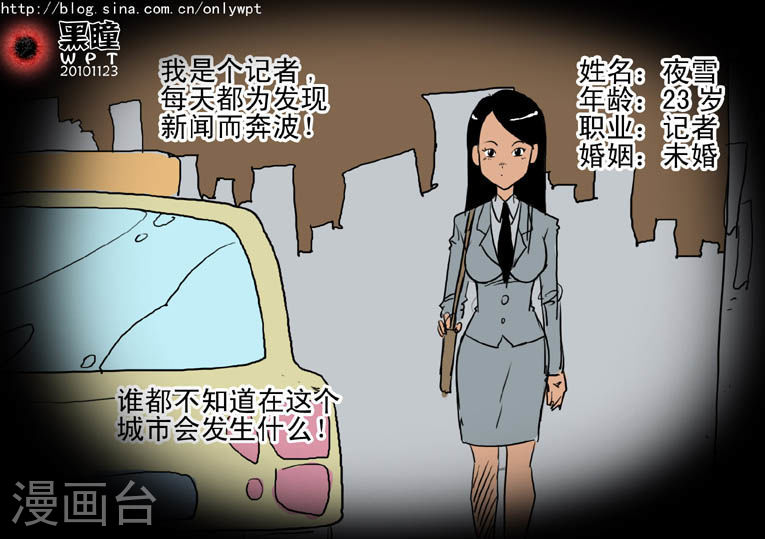 http://blog.sina.com.cn/onlywpt
黑瞳
WPT
20101123
我是个记者，
每天都为发现
新闻而奔波！
姓名：夜雪
年龄：23岁
职业：记者
婚姻：未婚
谁都不知道在这个
城市会发生什么！
漫画台